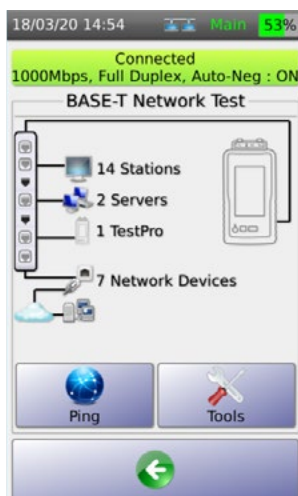 18/03/20 14:54 Main 53%
Connected
1000Mbps, Full Duplex, Auto-Neg : ON
BASE-T Network Test
14 Stations
2 Servers
1 TestPro
7 Network Devices
Ping Tools